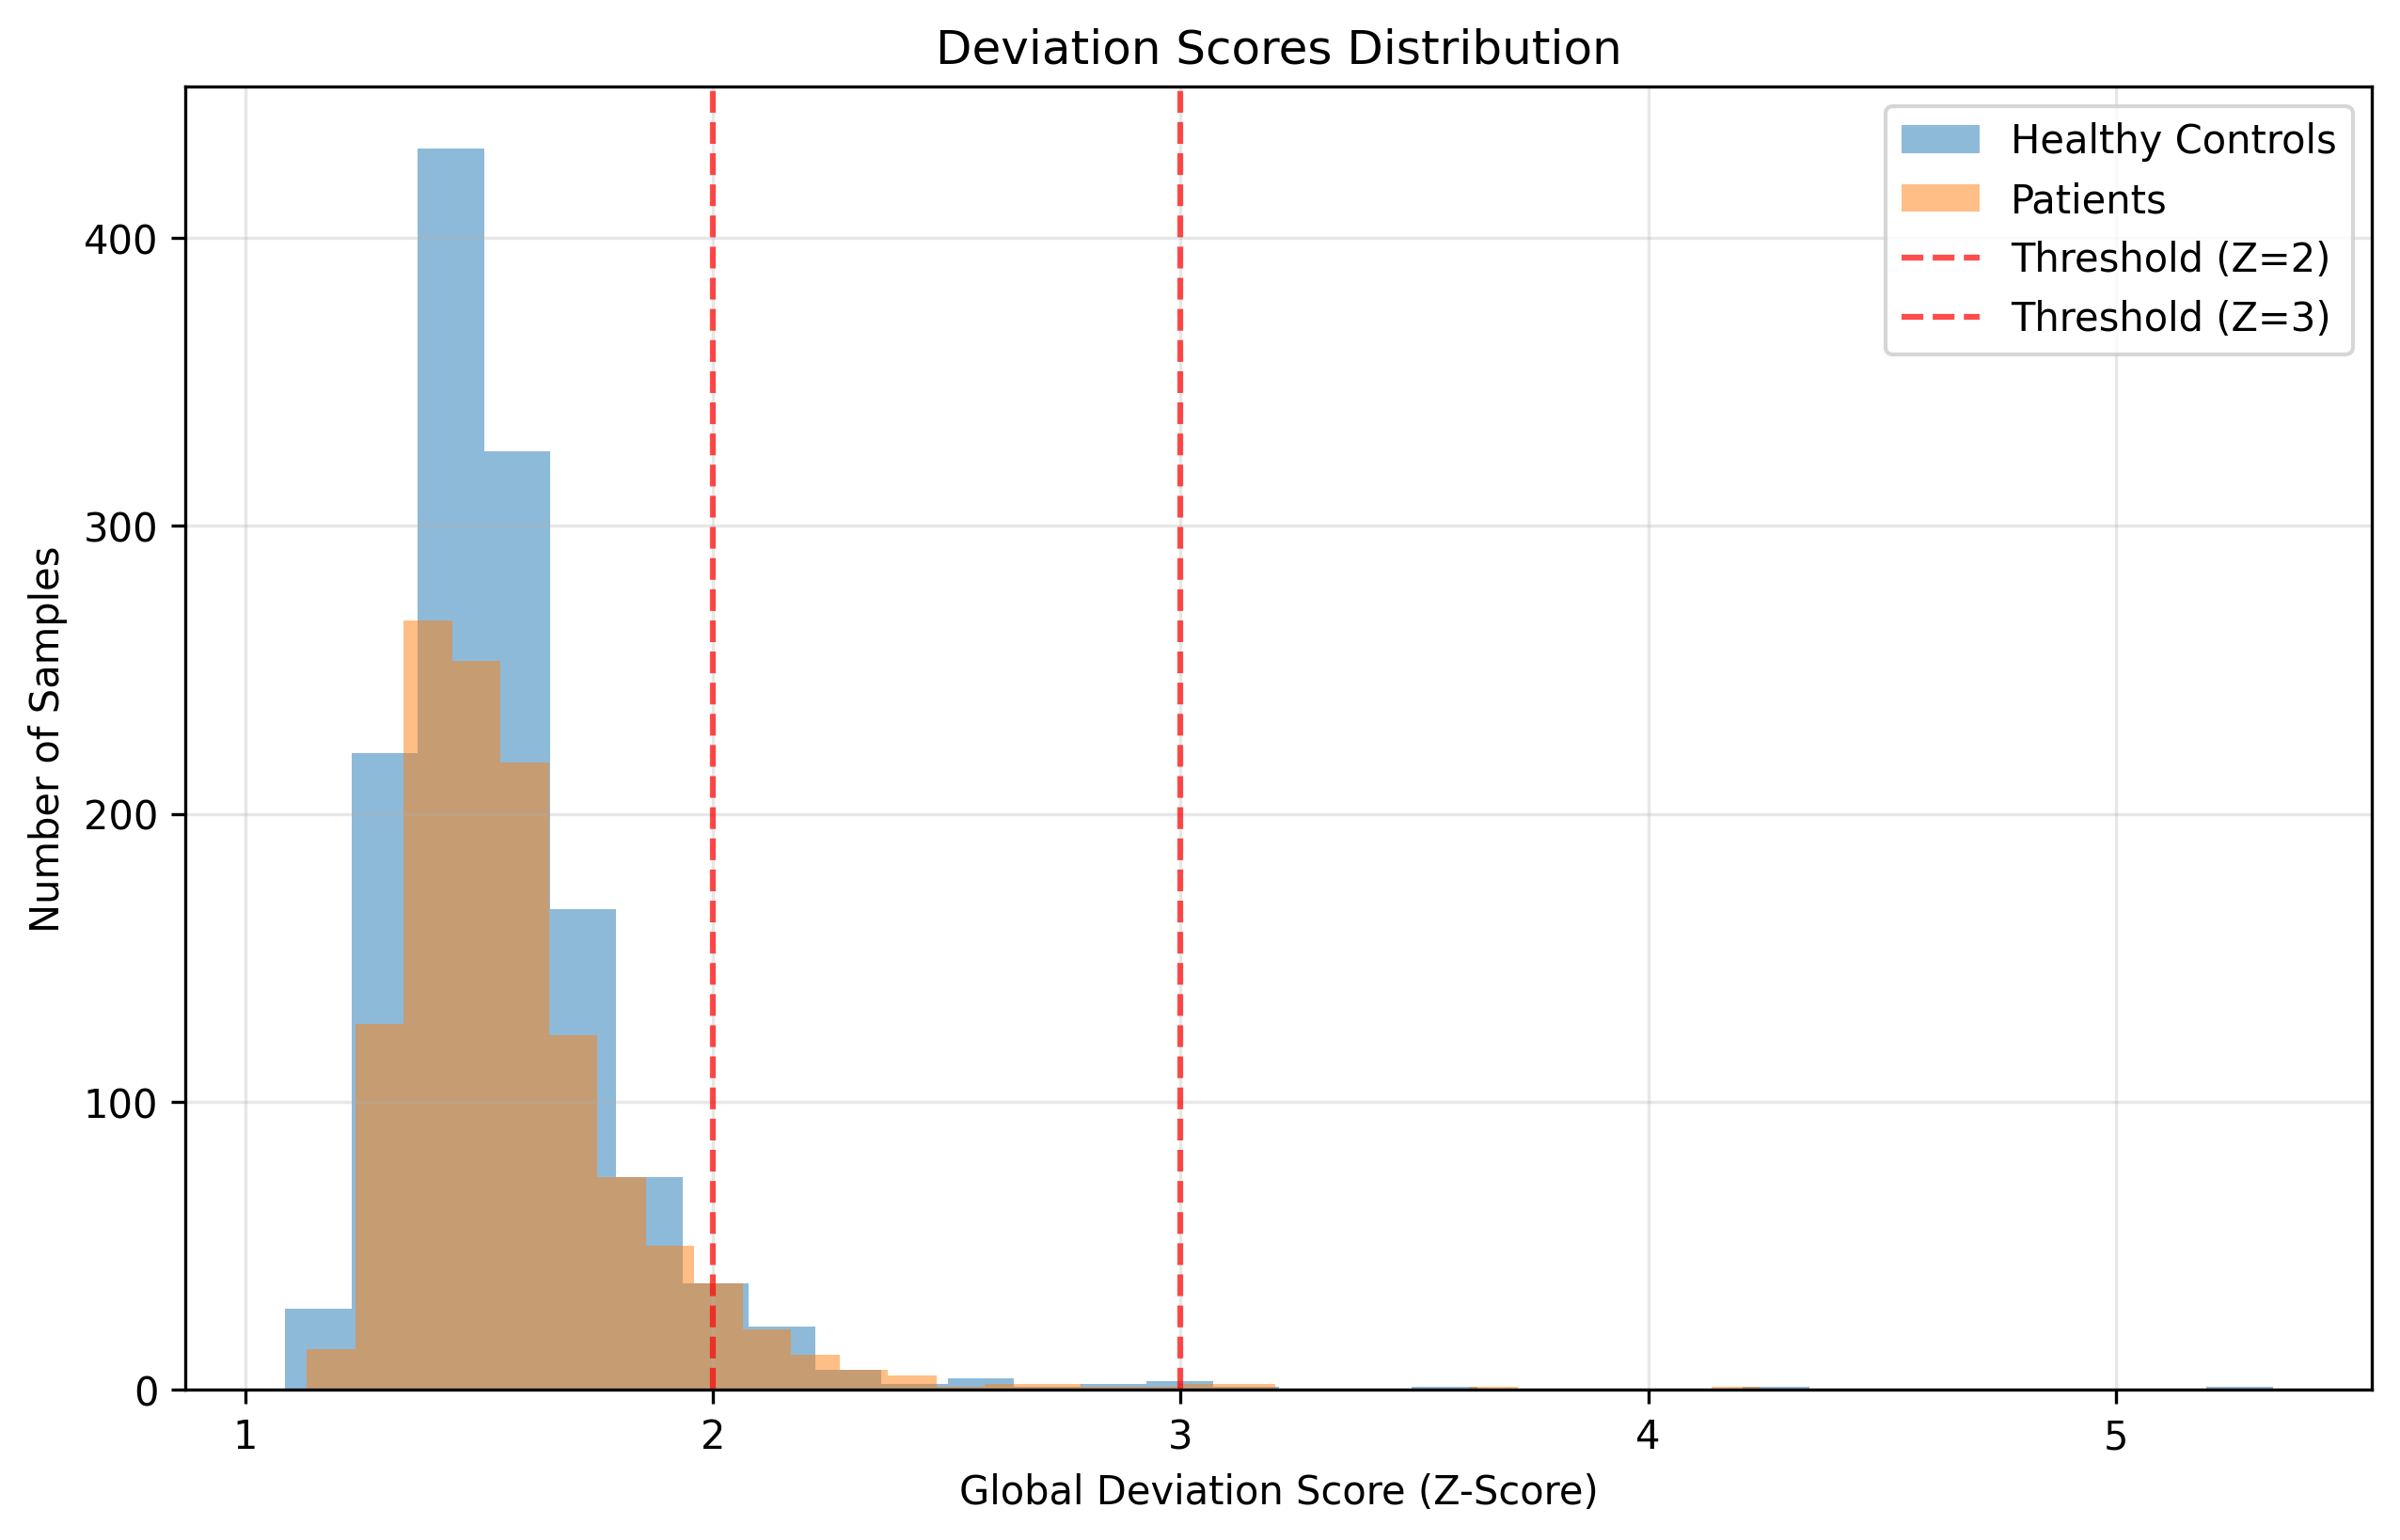 Deviation Scores Distribution
Healthy Controls
Patients
Threshold (Z=2)
Threshold (Z=3)
Number of Samples
400
300
200
100
0
1 2 3 4 5
Global Deviation Score (Z-Score)